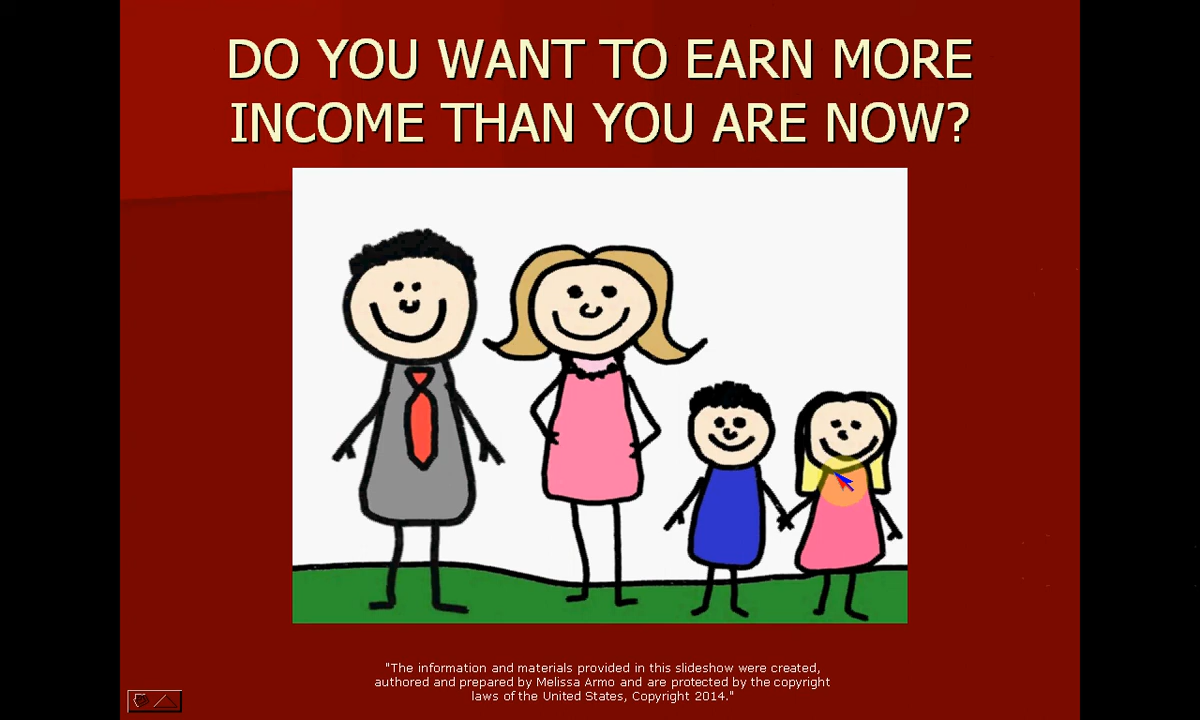 DO YOU WANT TO EARN MORE
INCOME THAN YOU ARE NOW?
"The information and materials provided in this slideshow were created,
authored and prepared by Melissa Armo and are protected by the copyright
laws of the United States, Copyright 2014."